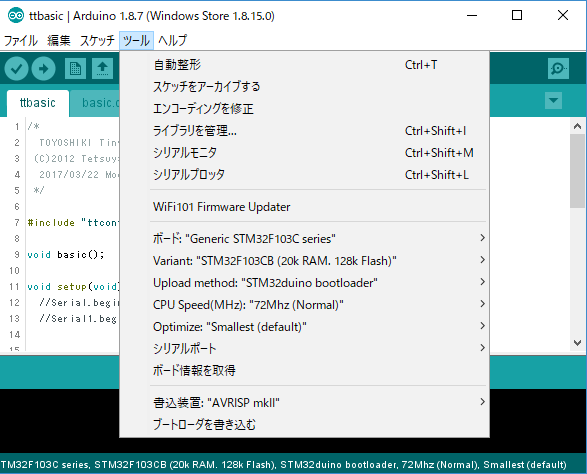 ttbasic | Arduino 1.8.7 (Windows Store 1.8.15.0)
ファイル 編集 スケッチ ツール ヘルプ
自動整形 Ctrl+T
スケッチをアーカイブする
エンコーディングを修正
ライブラリを管理... Ctrl+Shift+I
シリアルモニタ Ctrl+Shift+M
シリアルプロッタ Ctrl+Shift+L
WiFi101 Firmware Updater
ボード: "Generic STM32F103C series"
Variant: "STM32F103CB (20k RAM. 128k Flash)"
Upload method: "STM32duino bootloader"
CPU Speed(MHz): "72Mhz (Normal)"
Optimize: "Smallest (default)"
シリアルポート
ボード情報を取得
書込装置: "AVRISP mkII"
ブートローダを書き込む
ttbasic basic.c
1 /*
2 TOYOSHIKI Tin
3 (C)2012 Tetsuy
4 2017/03/22 Mo
5 */
6
7 #include "ttcon
8
9 void basic();
10
11 void setup(void
12 //Serial.begin
13 //Serial1.beg
14
15
TM32F103C series, STM32F103CB (20k RAM. 128k Flash), STM32duino bootloader, 72Mhz (Normal), Smallest (default)